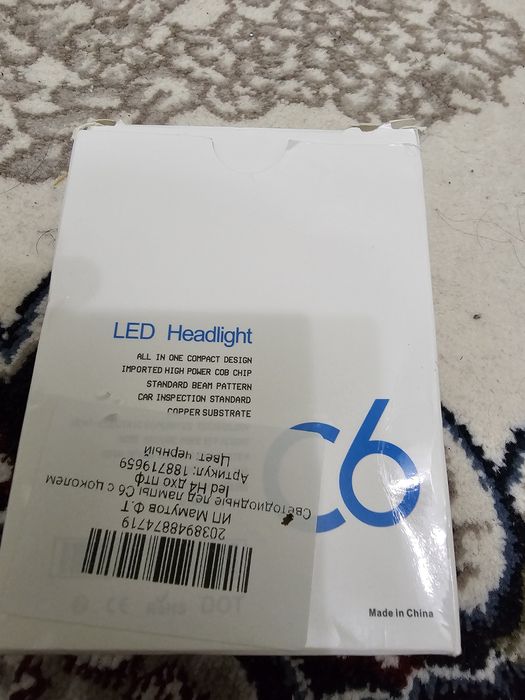 LED Headlight
ALL IN ONE COMPACT DESIGN
IMPORTED HIGH POWER COB CHIP
STANDARD BEAM PATTERN
CAR INSPECTION STANDARD
COPPER SUBSTRATE
C6
2038948874719
ИП Мамутов Ф.Т
Светодиодные лед лампы C6 с цоколем
led H4 дхо птф
Артикул: 188719659
Цвет: черный
Made in China